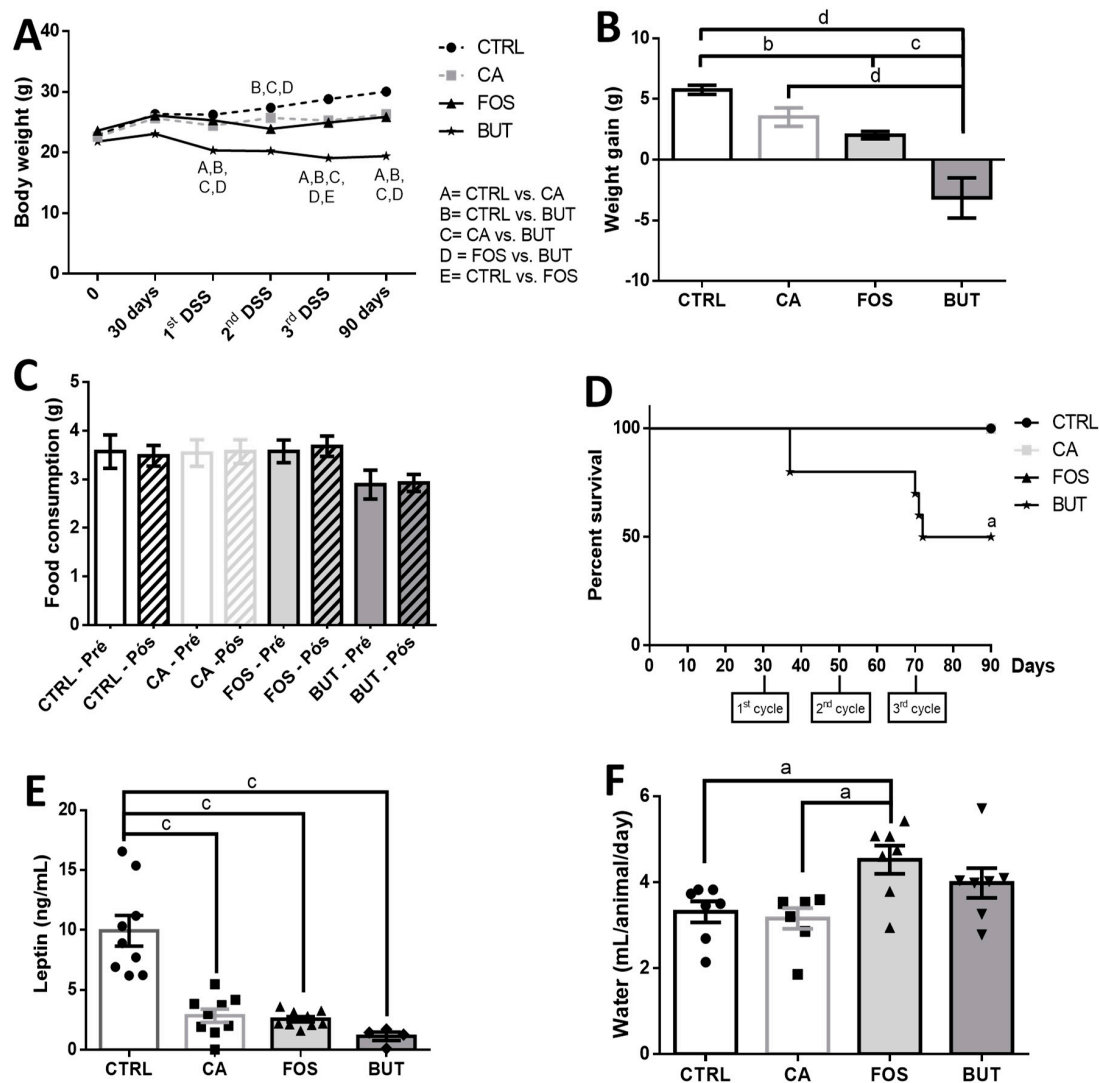 A
Body weight (g)
40
30
20
10
0
B,C,D
A,B,
C,D
A,B,C,
D,E
A,B,
C,D
0
30 days
1st DSS
2nd DSS
3rd DSS
90 days
CTRL
CA
FOS
BUT
A= CTRL vs. CA
B= CTRL vs. BUT
C= CA vs. BUT
D = FOS vs. BUT
E= CTRL vs. FOS
B
Weight gain (g)
10
5
0
-5
-10
d
b
c
d
CTRL
CA
FOS
BUT
C
Food consumption (g)
5
4
3
2
1
0
CTRL - Pré
CTRL - Pós
CA - Pré
CA -Pós
FOS - Pré
FOS - Pós
BUT - Pré
BUT - Pós
D
Percent survival
100
50
0
a
0 10 20 30 40 50 60 70 80 90 Days
1st cycle
2nd cycle
3rd cycle
CTRL
CA
FOS
BUT
E
Leptin (ng/mL)
20
15
10
5
0
c
c
c
CTRL
CA
FOS
BUT
F
Water (mL/animal/day)
6
4
2
0
a
a
CTRL
CA
FOS
BUT